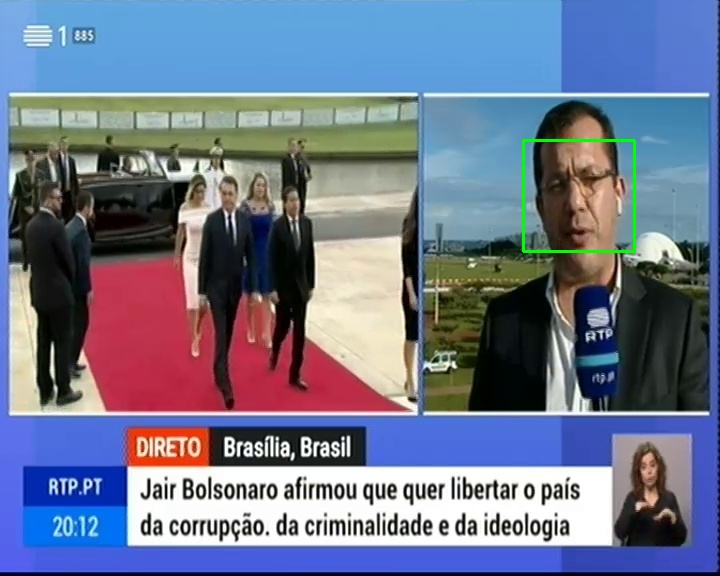 1 885
RTP
rtp.pt
DIRETO Brasília, Brasil
RTP.PT
20:12
Jair Bolsonaro afirmou que quer libertar o país
da corrupção. da criminalidade e da ideologia